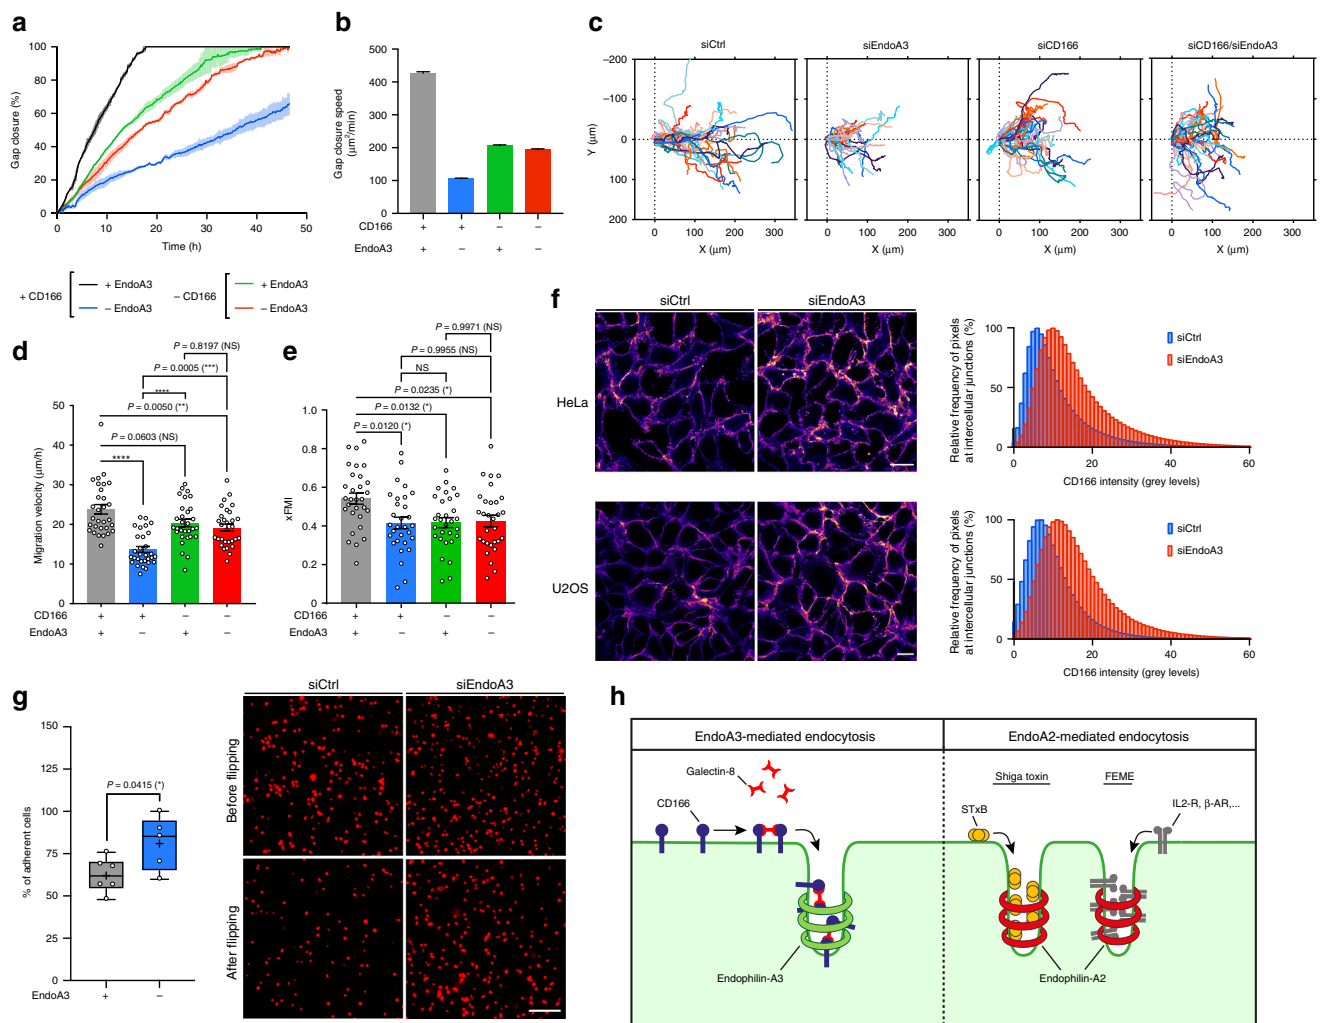 a
100
80
60
40
20
0
Gap closure (%)
0 10 20 30 40 50
Time (h)
+ CD166
+ EndoA3
– EndoA3
– CD166
+ EndoA3
– EndoA3
b
500
400
300
200
100
0
Gap closure speed
(μm²/min)
CD166 + + – –
EndoA3 + – + –
c
siCtrl siEndoA3 siCD166 siCD166/siEndoA3
–200
–100
0
100
200
Y (μm)
0 100 200 300 0 100 200 300 0 100 200 300 0 100 200 300
X (μm) X (μm) X (μm) X (μm)
d
P = 0.8197 (NS)
P = 0.0005 (***)
****
P = 0.0050 (**)
P = 0.0603 (NS)
****
50
40
30
20
10
0
Migration velocity (μm/h)
CD166 + + – –
EndoA3 + – + –
e
P = 0.9971 (NS)
P = 0.9955 (NS)
NS
P = 0.0235 (*)
P = 0.0132 (*)
P = 0.0120 (*)
1.0
0.8
0.6
0.4
0.2
0
xFMI
CD166 + + – –
EndoA3 + – + –
f
siCtrl siEndoA3
HeLa
U2OS
100
50
0
Relative frequency of pixels
at intercellular junctions (%)
siCtrl
siEndoA3
0 20 40 60
CD166 intensity (grey levels)
100
50
0
Relative frequency of pixels
at intercellular junctions (%)
siCtrl
siEndoA3
0 20 40 60
CD166 intensity (grey levels)
g
150
100
75
50
25
0
% of adherent cells
P = 0.0415 (*)
EndoA3 + –
siCtrl siEndoA3
Before flipping
After flipping
h
EndoA3-mediated endocytosis
EndoA2-mediated endocytosis
Galectin-8
CD166
Endophilin-A3
Shiga toxin
FEME
STxB
IL2-R, β-AR,...
Endophilin-A2